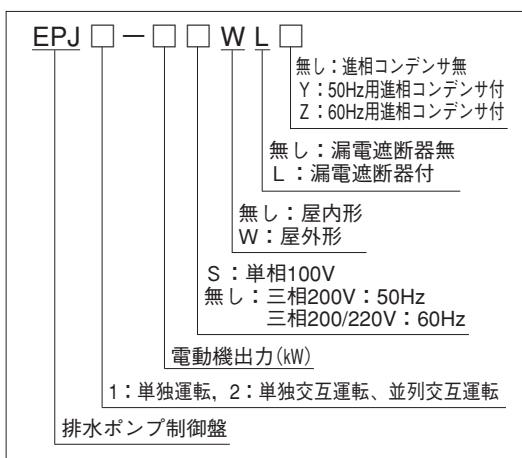 EPJ□－□□WL□
無し：進相コンデンサ無
Y：50Hz用進相コンデンサ付
Z：60Hz用進相コンデンサ付
無し：漏電遮断器無
L：漏電遮断器付
無し：屋内形
W：屋外形
S：単相100V
無し：三相200V：50Hz
三相200/220V：60Hz
電動機出力(kW)
1：単独運転，2：単独交互運転、並列交互運転
排水ポンプ制御盤